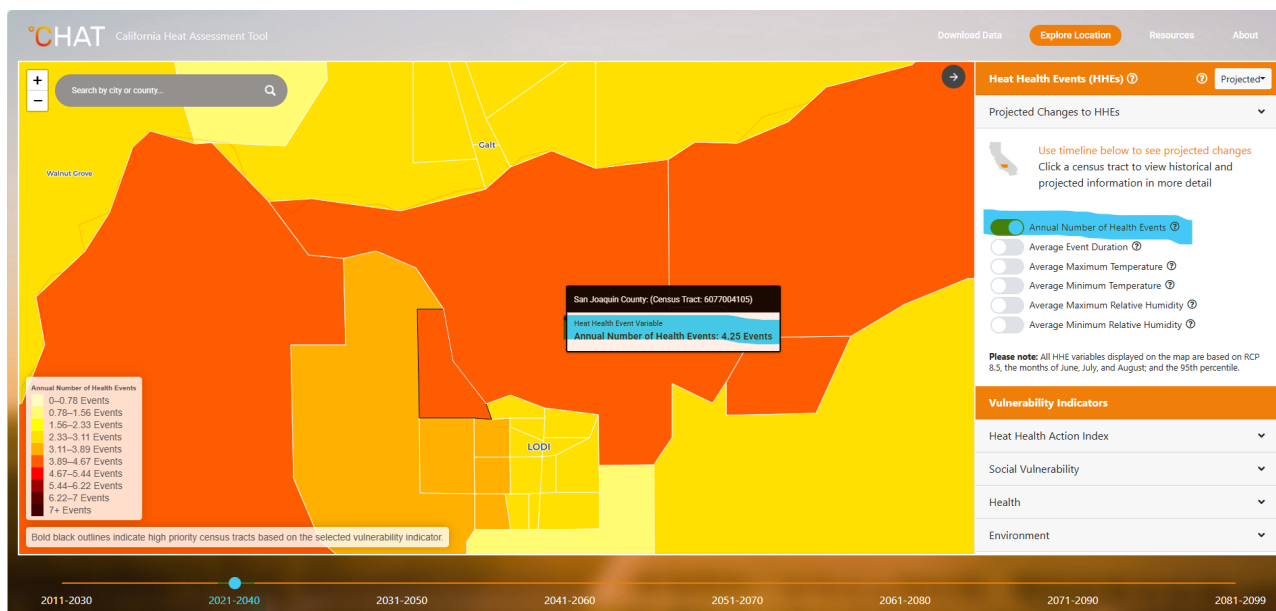 °CHAT California Heat Assessment Tool
Download Data
Explore Location
Resources
About
+
−
Search by city or county...
Galt
Walnut Grove
LODI
San Joaquin County: (Census Tract: 6077004105)
Heat Health Event Variable
Annual Number of Health Events: 4.25 Events
Annual Number of Health Events
0–0.78 Events
0.78–1.56 Events
1.56–2.33 Events
2.33–3.11 Events
3.11–3.89 Events
3.89–4.67 Events
4.67–5.44 Events
5.44–6.22 Events
6.22–7 Events
7+ Events
Bold black outlines indicate high priority census tracts based on the selected vulnerability indicator.
Heat Health Events (HHEs)
Projected
Projected Changes to HHEs
Use timeline below to see projected changes
Click a census tract to view historical and
projected information in more detail
Annual Number of Health Events
Average Event Duration
Average Maximum Temperature
Average Minimum Temperature
Average Maximum Relative Humidity
Average Minimum Relative Humidity
Please note: All HHE variables displayed on the map are based on RCP
8.5, the months of June, July, and August; and the 95th percentile.
Vulnerability Indicators
Heat Health Action Index
Social Vulnerability
Health
Environment
2011-2030
2021-2040
2031-2050
2041-2060
2051-2070
2061-2080
2071-2090
2081-2099